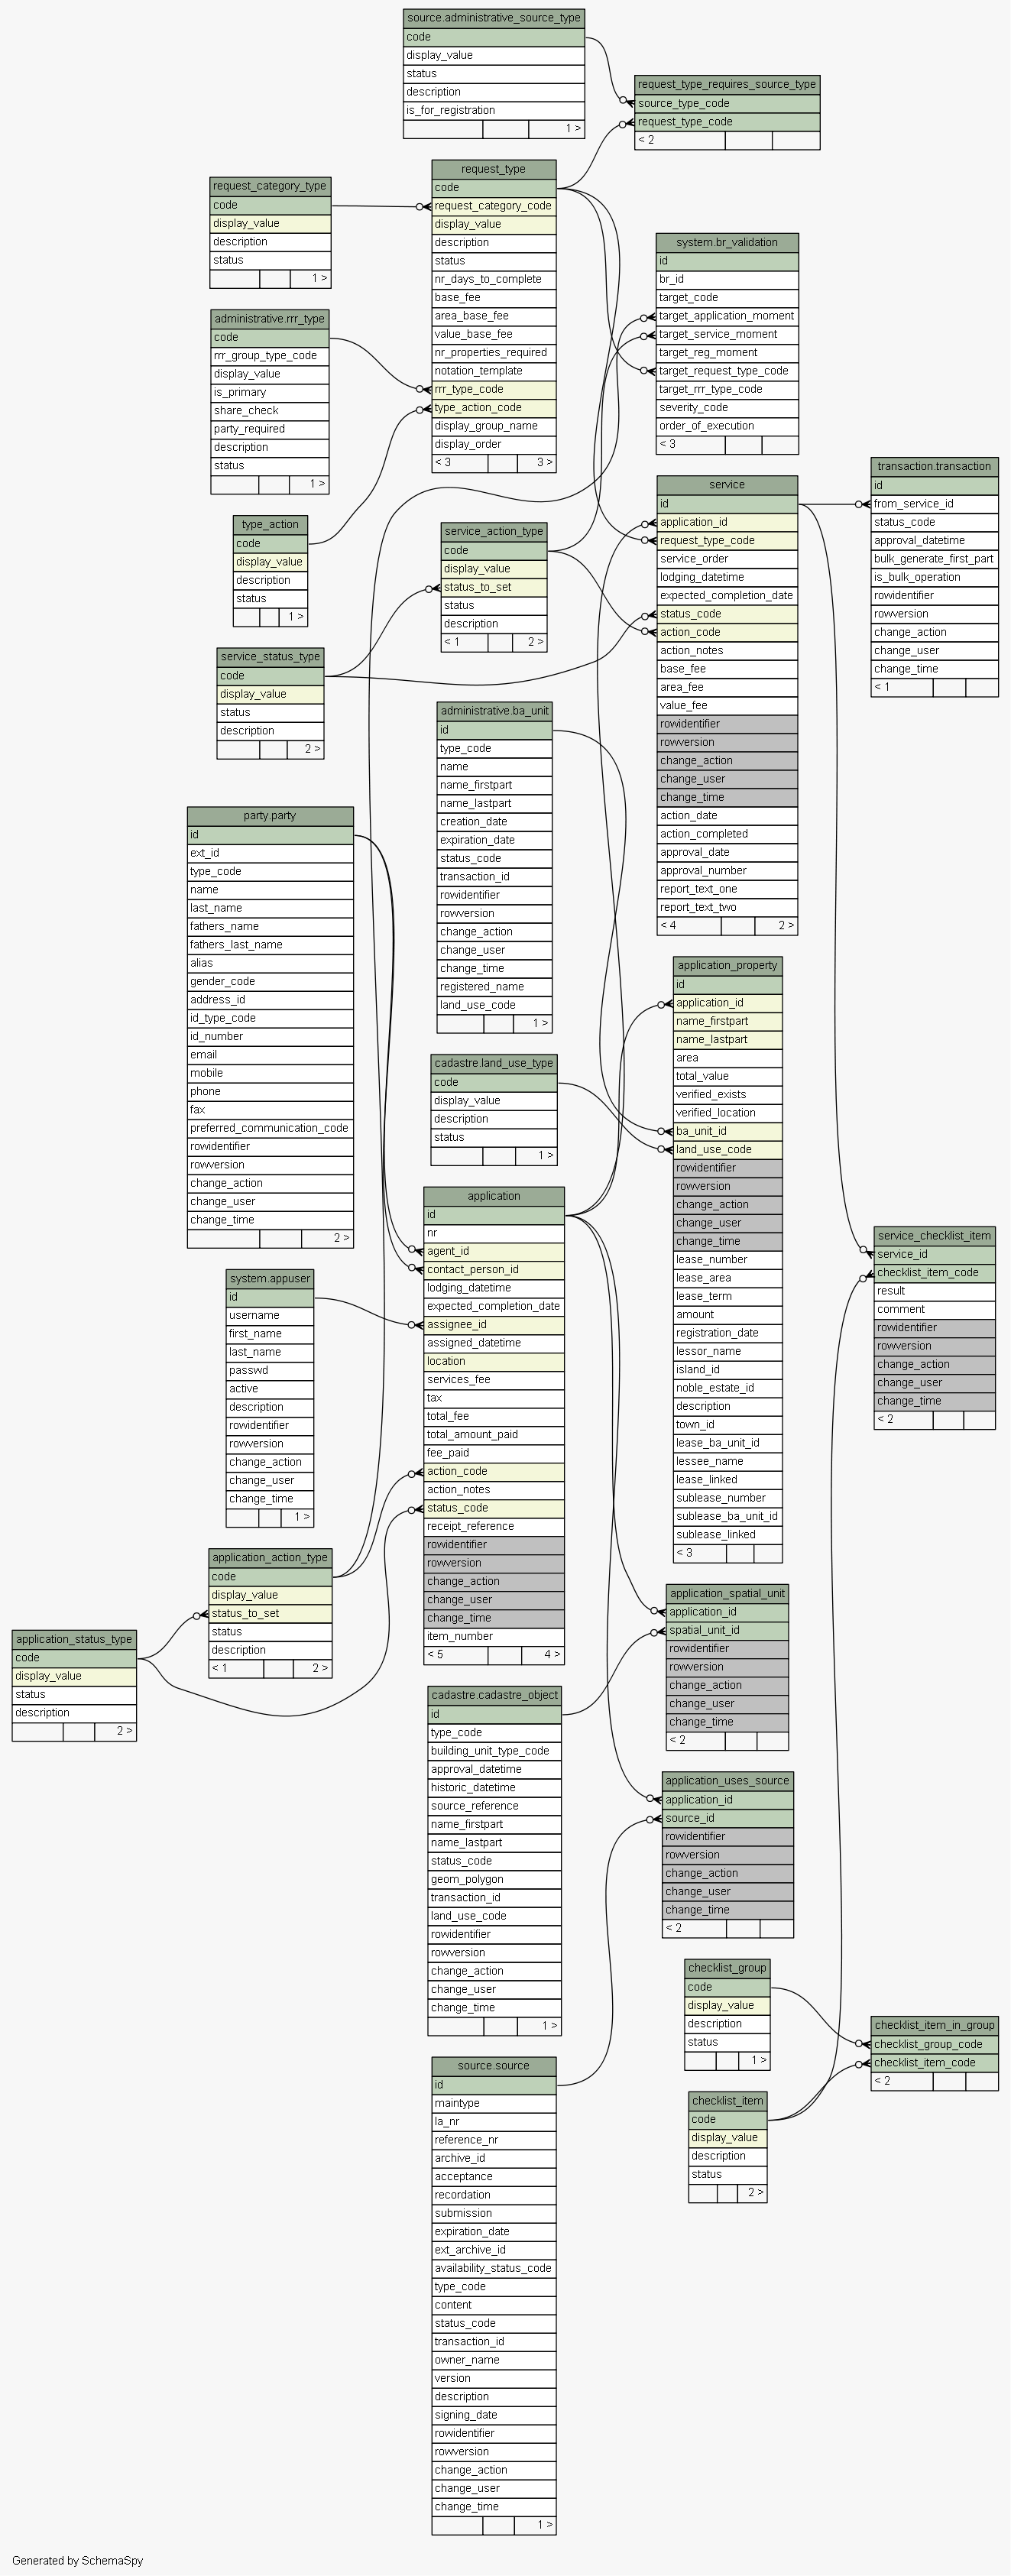 source.administrative_source_type
code
display_value
status
description
is_for_registration
1 >
request_type_requires_source_type
source_type_code
request_type_code
< 2
request_type
code
request_category_code
display_value
description
status
nr_days_to_complete
base_fee
area_base_fee
value_base_fee
nr_properties_required
notation_template
rrr_type_code
type_action_code
display_group_name
display_order
< 3 3 >
request_category_type
code
display_value
description
status
1 >
system.br_validation
id
br_id
target_code
target_application_moment
target_service_moment
target_reg_moment
target_request_type_code
target_rrr_type_code
severity_code
order_of_execution
< 3
administrative.rrr_type
code
rrr_group_type_code
display_value
is_primary
share_check
party_required
description
status
1 >
transaction.transaction
id
from_service_id
status_code
approval_datetime
bulk_generate_first_part
is_bulk_operation
rowidentifier
rowversion
change_action
change_user
change_time
< 1
service
id
application_id
request_type_code
service_order
lodging_datetime
expected_completion_date
status_code
action_code
action_notes
base_fee
area_fee
value_fee
rowidentifier
rowversion
change_action
change_user
change_time
action_date
action_completed
approval_date
approval_number
report_text_one
report_text_two
< 4 2 >
type_action
code
display_value
description
status
1 >
service_action_type
code
display_value
status_to_set
status
description
< 1 2 >
service_status_type
code
display_value
status
description
2 >
administrative.ba_unit
id
type_code
name
name_firstpart
name_lastpart
creation_date
expiration_date
status_code
transaction_id
rowidentifier
rowversion
change_action
change_user
change_time
registered_name
land_use_code
1 >
party.party
id
ext_id
type_code
name
last_name
fathers_name
fathers_last_name
alias
gender_code
address_id
id_type_code
id_number
email
mobile
phone
fax
preferred_communication_code
rowidentifier
rowversion
change_action
change_user
change_time
2 >
application_property
id
application_id
name_firstpart
name_lastpart
area
total_value
verified_exists
verified_location
ba_unit_id
land_use_code
rowidentifier
rowversion
change_action
change_user
change_time
lease_number
lease_area
lease_term
amount
registration_date
lessor_name
island_id
noble_estate_id
description
town_id
lease_ba_unit_id
lessee_name
lease_linked
sublease_number
sublease_ba_unit_id
sublease_linked
< 3
cadastre.land_use_type
code
display_value
description
status
1 >
application
id
nr
agent_id
contact_person_id
lodging_datetime
expected_completion_date
assignee_id
assigned_datetime
location
services_fee
tax
total_fee
total_amount_paid
fee_paid
action_code
action_notes
status_code
receipt_reference
rowidentifier
rowversion
change_action
change_user
change_time
item_number
< 5 4 >
service_checklist_item
service_id
checklist_item_code
result
comment
rowidentifier
rowversion
change_action
change_user
change_time
< 2
system.appuser
id
username
first_name
last_name
passwd
active
description
rowidentifier
rowversion
change_action
change_user
change_time
1 >
application_action_type
code
display_value
status_to_set
status
description
< 1 2 >
application_status_type
code
display_value
status
description
2 >
application_spatial_unit
application_id
spatial_unit_id
rowidentifier
rowversion
change_action
change_user
change_time
< 2
cadastre.cadastre_object
id
type_code
building_unit_type_code
approval_datetime
historic_datetime
source_reference
name_firstpart
name_lastpart
status_code
geom_polygon
transaction_id
land_use_code
rowidentifier
rowversion
change_action
change_user
change_time
1 >
application_uses_source
application_id
source_id
rowidentifier
rowversion
change_action
change_user
change_time
< 2
checklist_group
code
display_value
description
status
1 >
checklist_item_in_group
checklist_group_code
checklist_item_code
< 2
checklist_item
code
display_value
description
status
2 >
source.source
id
maintype
la_nr
reference_nr
archive_id
acceptance
recordation
submission
expiration_date
ext_archive_id
availability_status_code
type_code
content
status_code
transaction_id
owner_name
version
description
signing_date
rowidentifier
rowversion
change_action
change_user
change_time
1 >
Generated by SchemaSpy